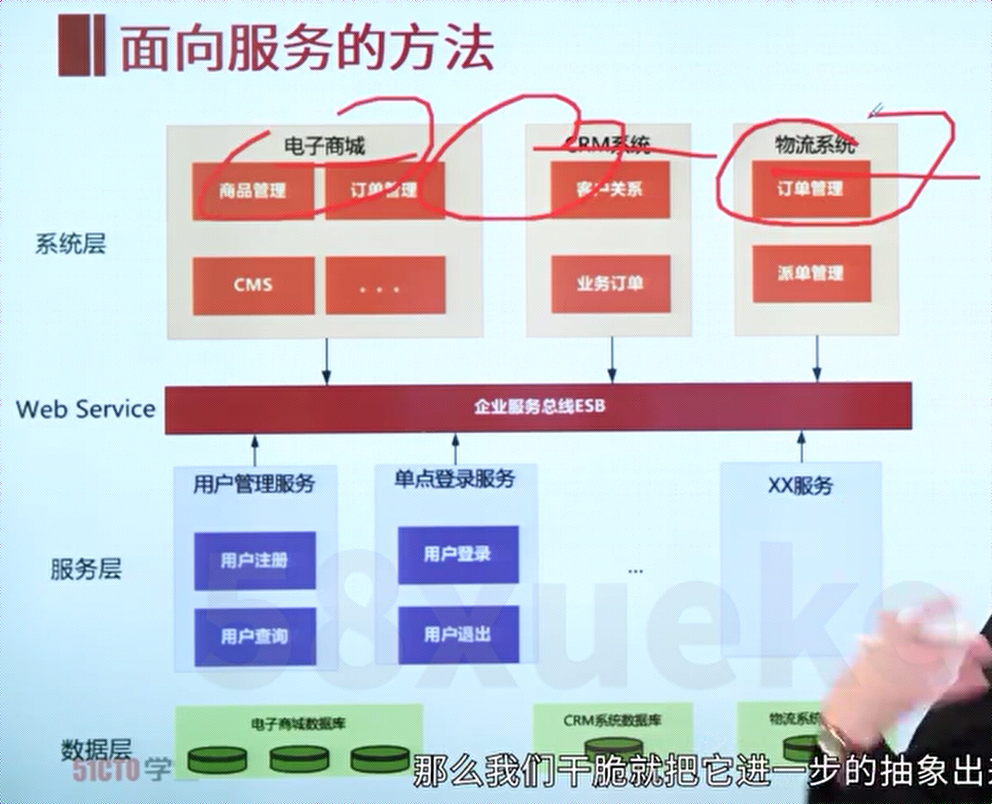 面向服务的方法
电子商城
CRM系统
物流系统
商品管理
订单管理
客户关系
订单管理
系统层
CMS
...
业务订单
派单管理
Web Service
企业服务总线ESB
用户管理服务
单点登录服务
XX服务
服务层
用户注册
用户登录
...
用户查询
用户退出
58xueke
电子商城数据库
CRM系统数据库
物流系统
数据层
51CTO学
那么我们干脆就把它进一步的抽象出